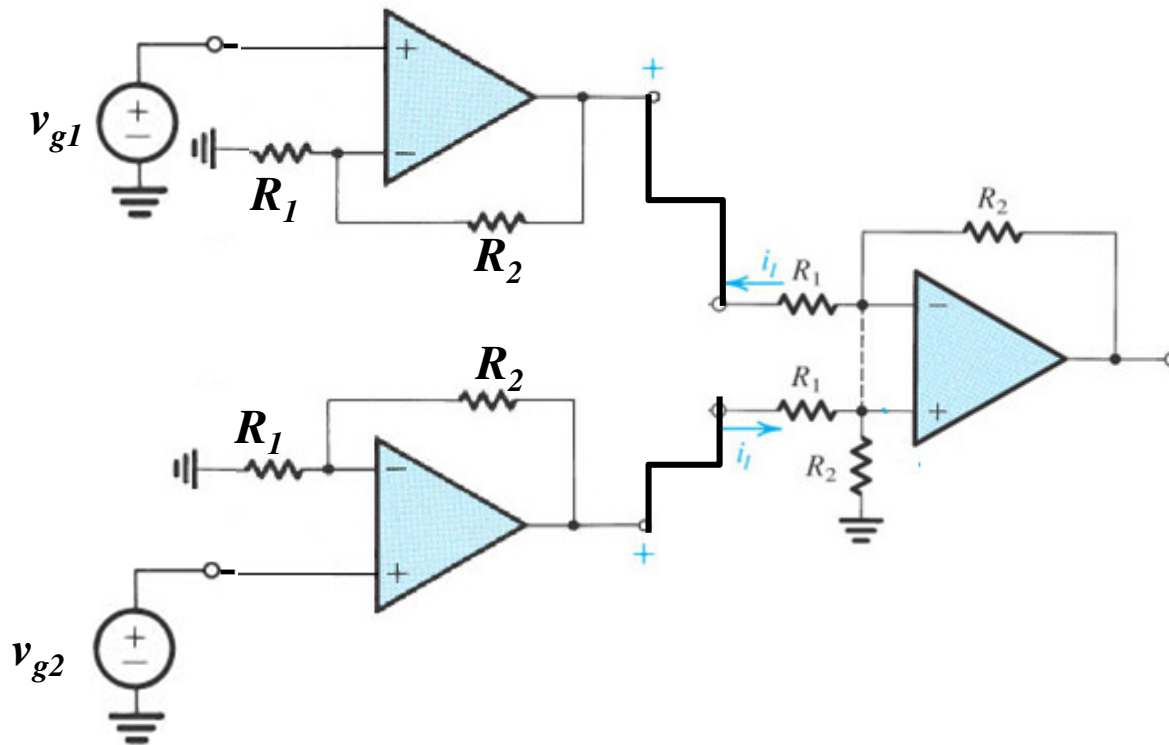 +
v_g1
+
−
+
−
R_1
R_2
R_2
i_I
R_1
−
R_2
R_1
R_1
+
i_I
R_2
−
+
+
v_g2
+
−